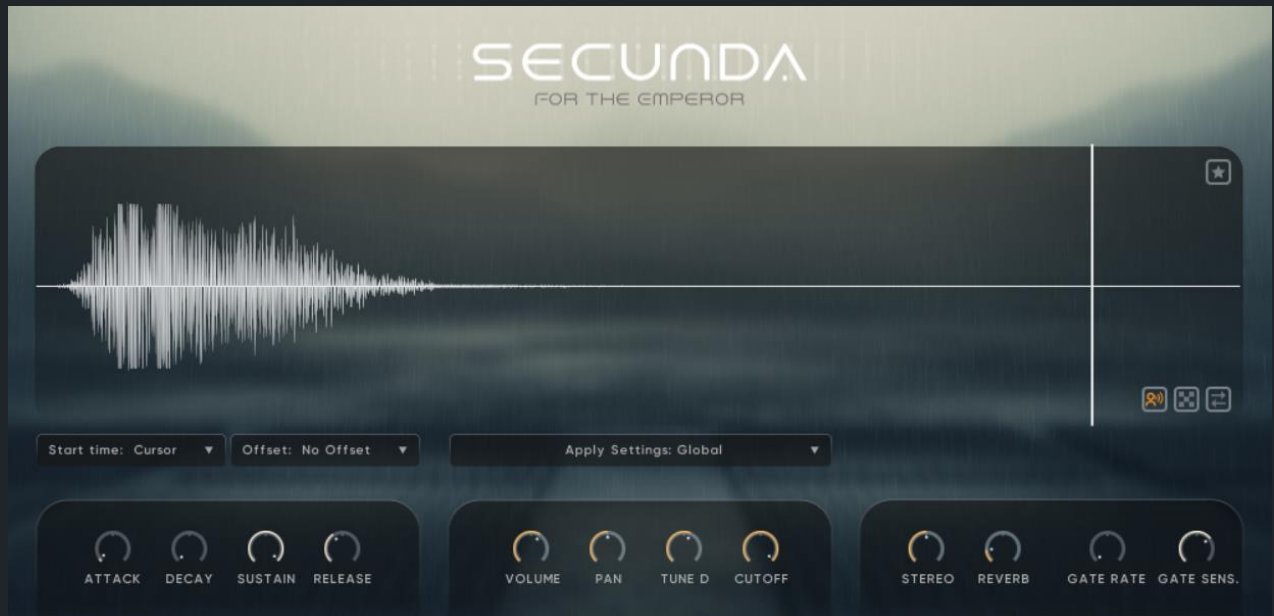 SECUNDA
FOR THE EMPEROR
Start time: Cursor
Offset: No Offset
Apply Settings: Global
ATTACK DECAY SUSTAIN RELEASE
VOLUME PAN TUNE D CUTOFF
STEREO REVERB GATE RATE GATE SENS.